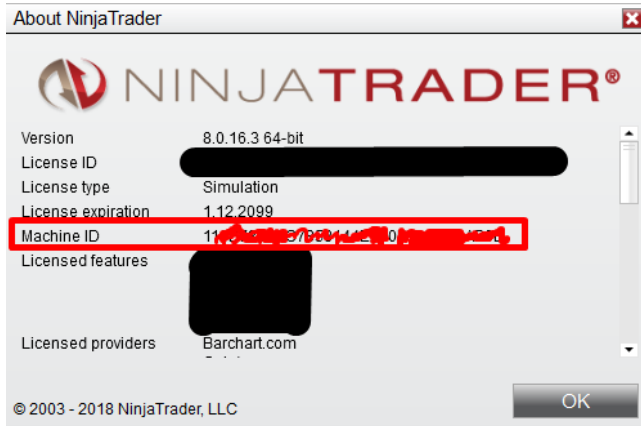 About NinjaTrader
NINJATRADER®
Version 8.0.16.3 64-bit
License ID
License type Simulation
License expiration 1.12.2099
Machine ID
Licensed features
Licensed providers Barchart.com
© 2003 - 2018 NinjaTrader, LLC
OK